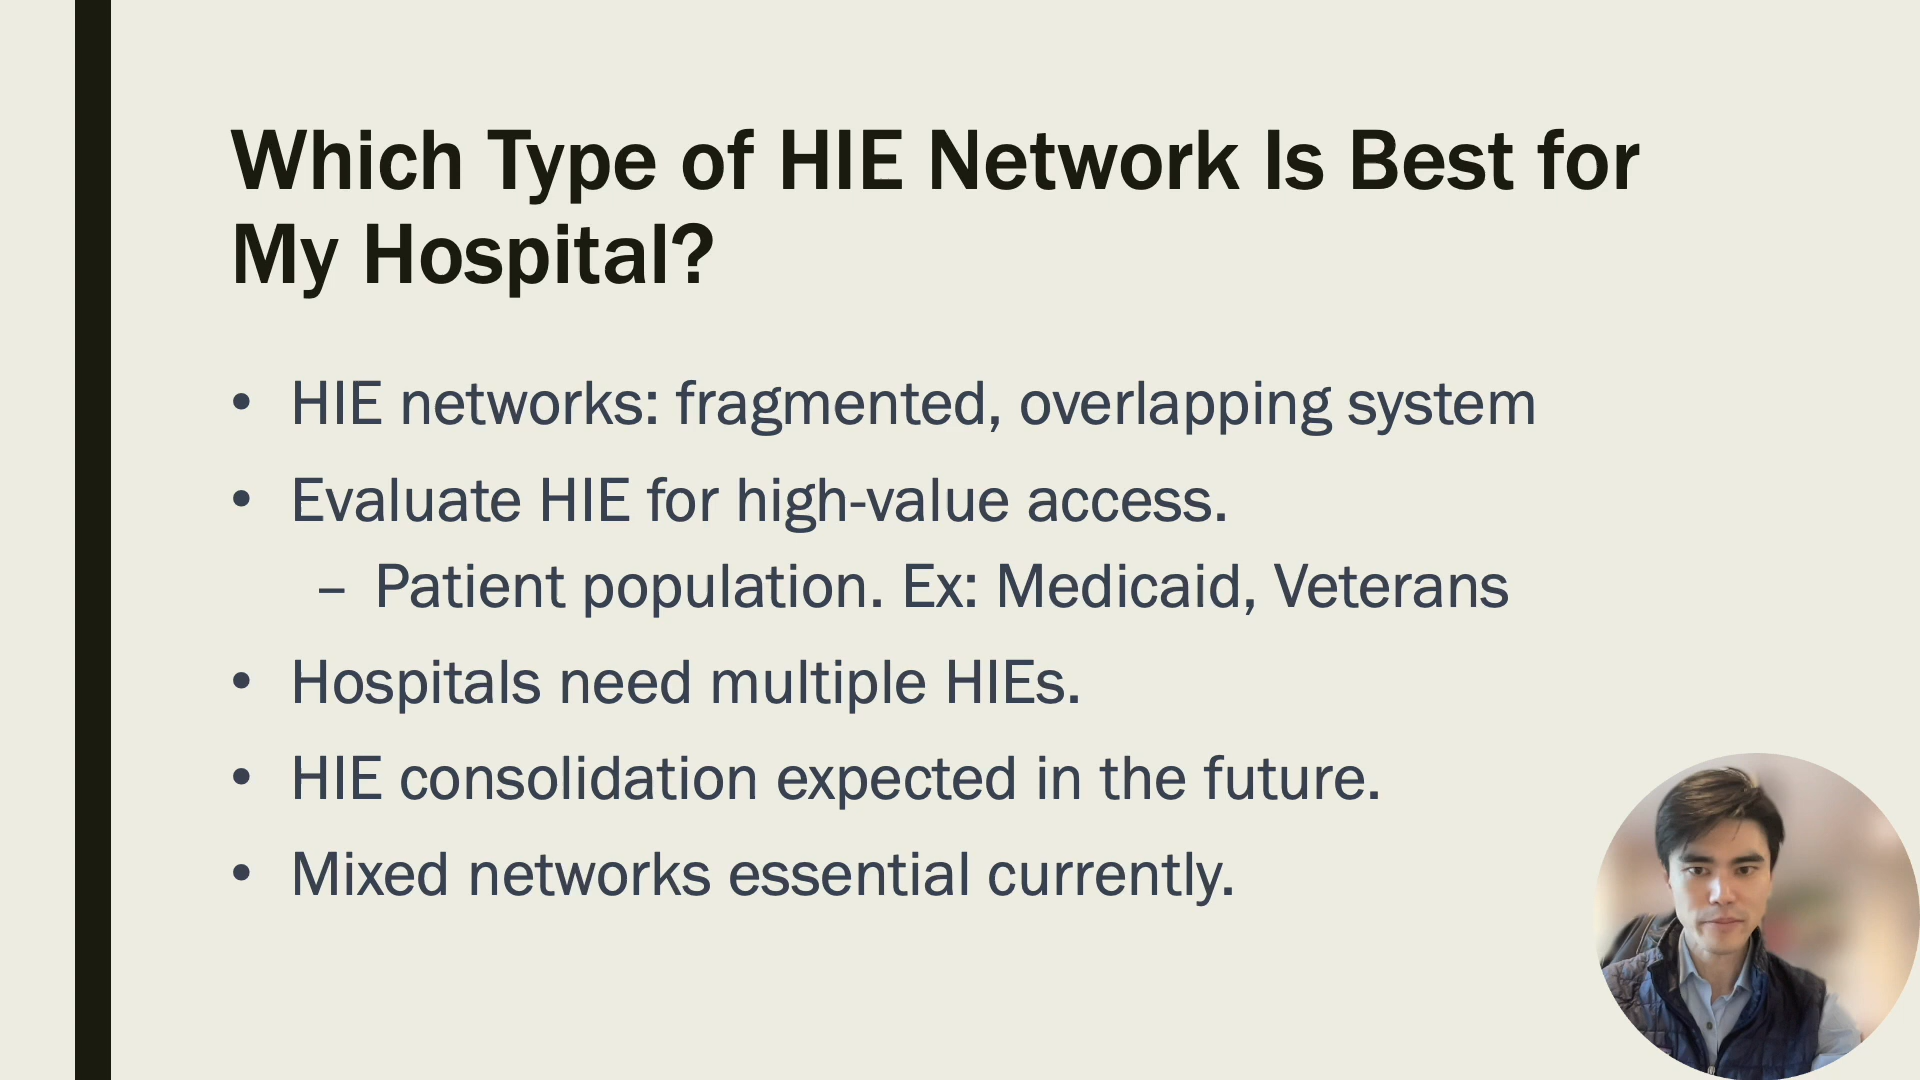 Which Type of HIE Network Is Best for
My Hospital?
• HIE networks: fragmented, overlapping system
• Evaluate HIE for high-value access.
– Patient population. Ex: Medicaid, Veterans
• Hospitals need multiple HIEs.
• HIE consolidation expected in the future.
• Mixed networks essential currently.